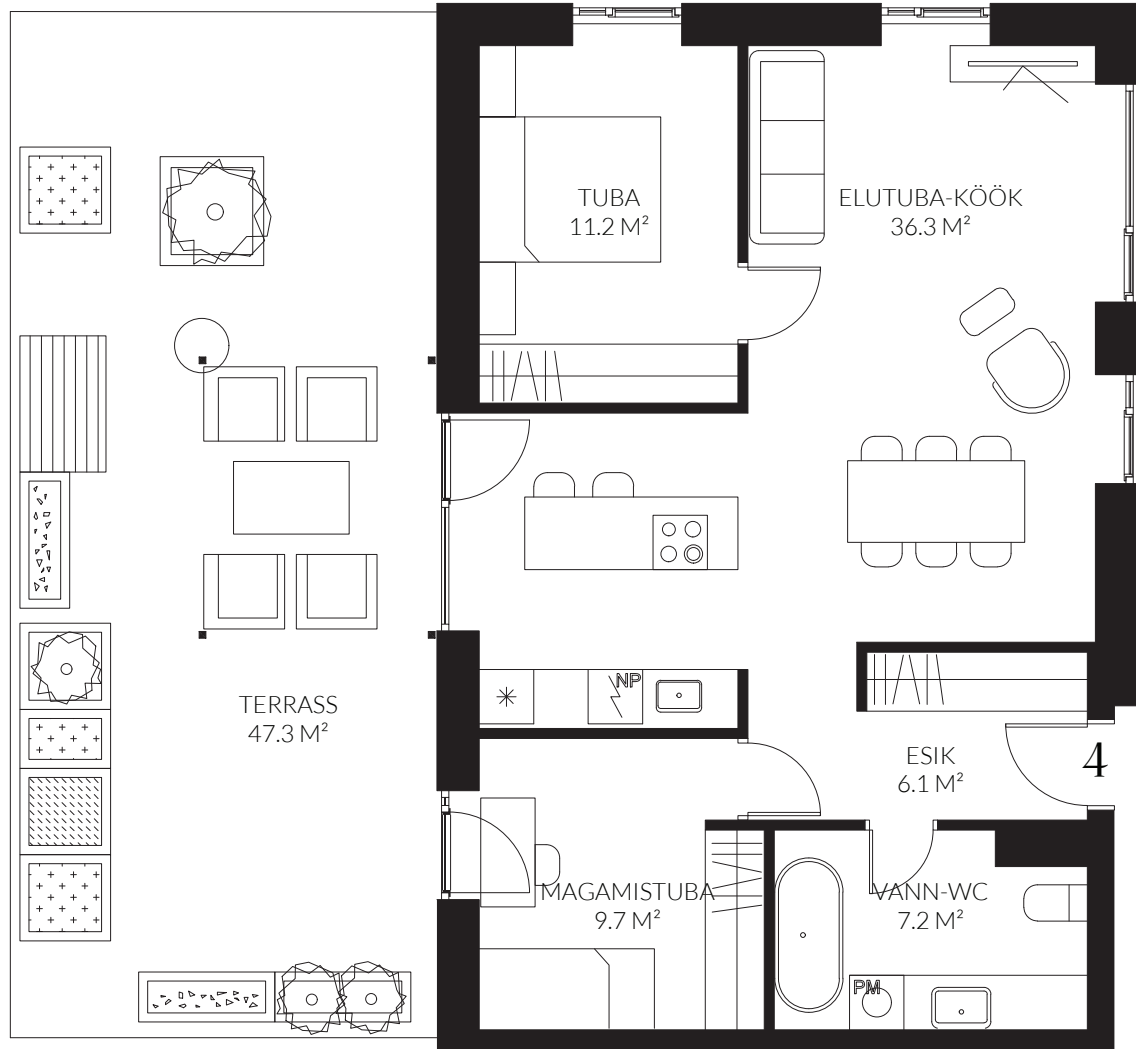 TUBA
11.2 M²
ELUTUBA-KÖÖK
36.3 M²
NP
TERRASS
47.3 M²
ESIK
6.1 M²
4
MAGAMISTUBA
9.7 M²
VANN-WC
7.2 M²
PM